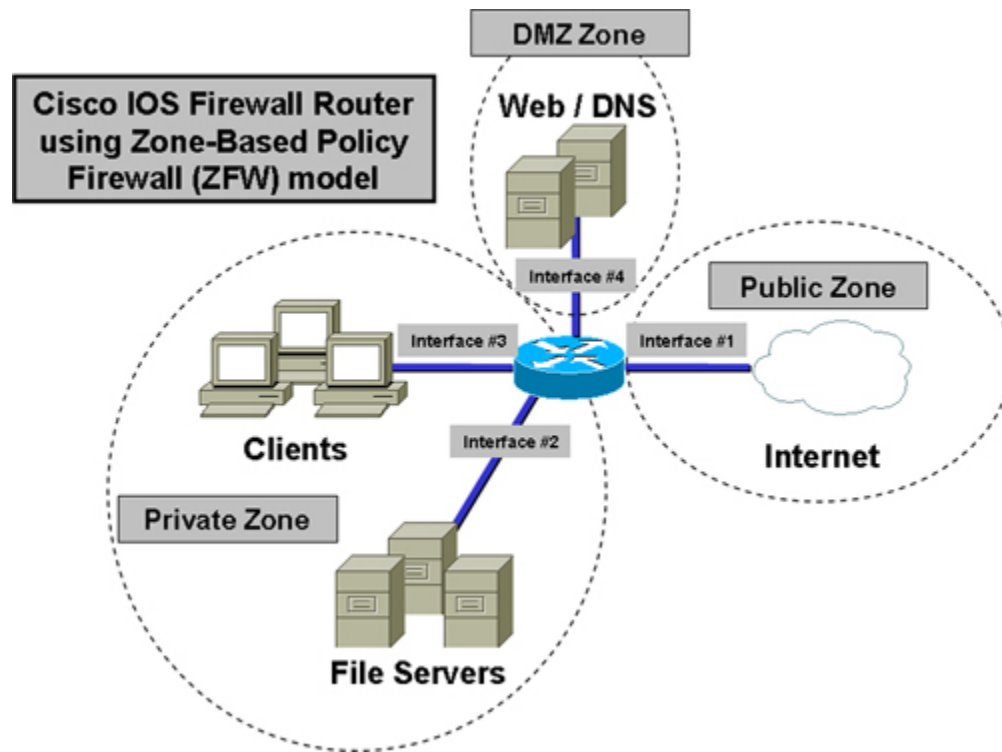 DMZ Zone
Cisco IOS Firewall Router
using Zone-Based Policy
Firewall (ZFW) model
Web / DNS
Interface #4
Public Zone
Interface #3
Interface #1
Clients
Interface #2
Internet
Private Zone
File Servers